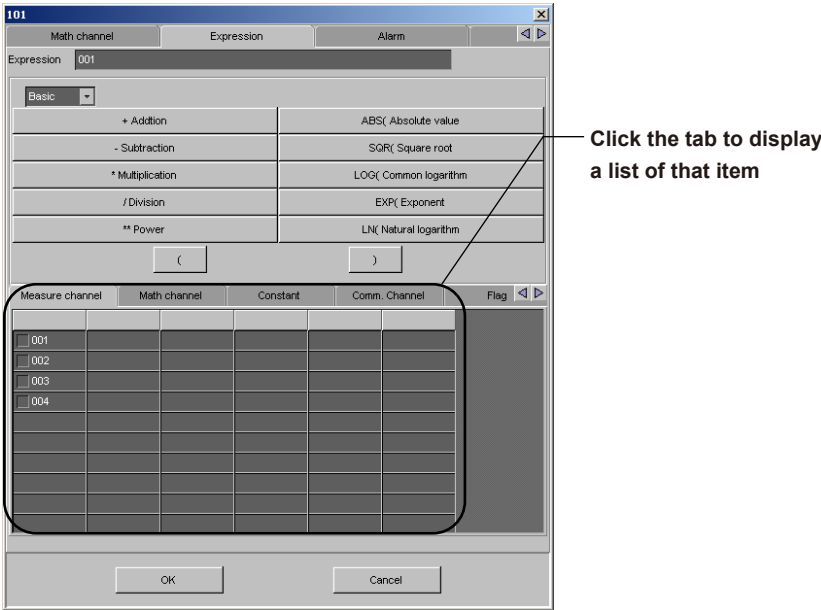 101
Math channel Expression Alarm
Expression 001
Basic
+ Addtion ABS( Absolute value
- Subtraction SQR( Square root
* Multiplication LOG( Common logarithm
/ Division EXP( Exponent
** Power LN( Natural logarithm
( )
Measure channel Math channel Constant Comm. Channel Flag
001
002
003
004
OK Cancel
Click the tab to display
a list of that item